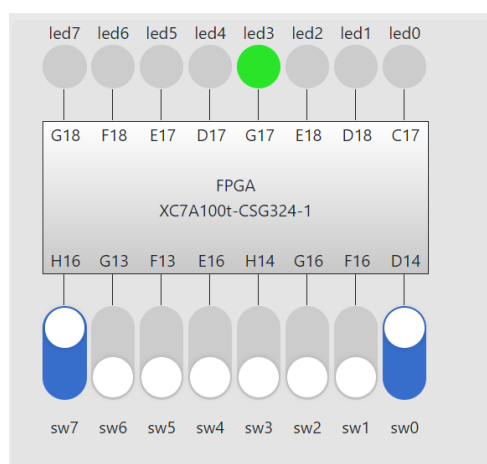 led7 led6 led5 led4 led3 led2 led1 led0
G18 F18 E17 D17 G17 E18 D18 C17
FPGA
XC7A100t-CSG324-1
H16 G13 F13 E16 H14 G16 F16 D14
sw7 sw6 sw5 sw4 sw3 sw2 sw1 sw0